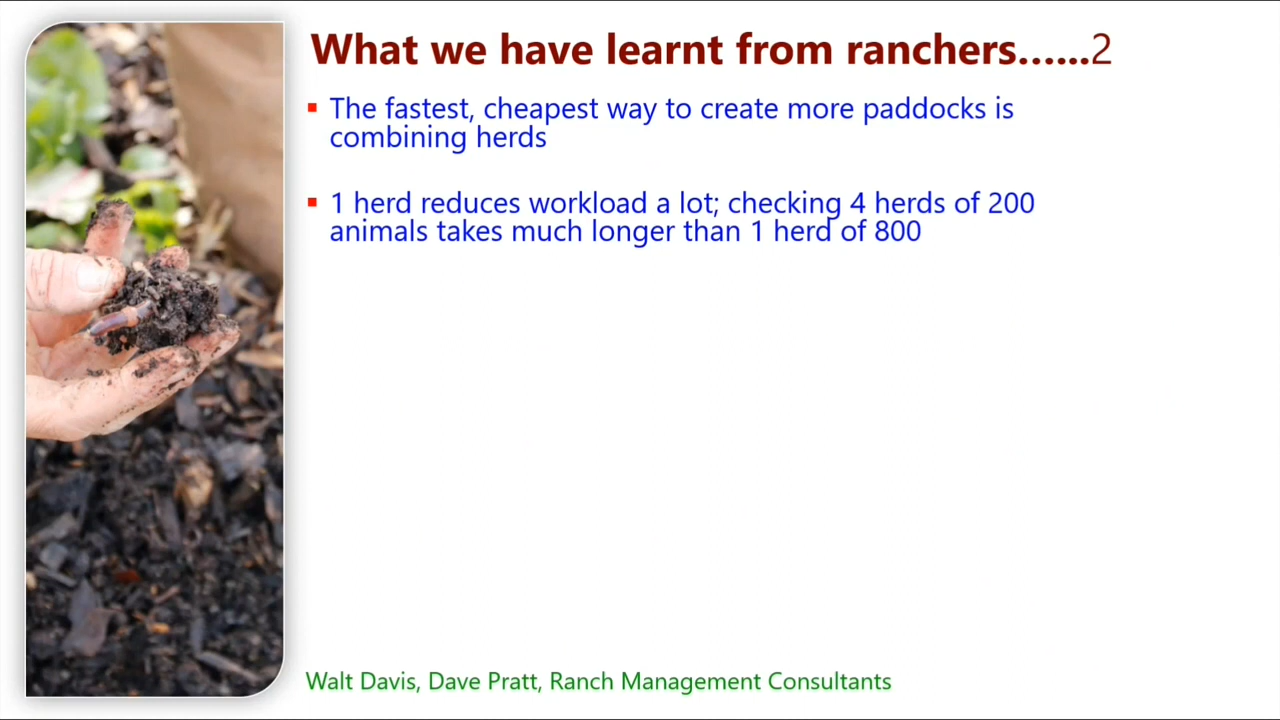 What we have learnt from ranchers…...2
▪ The fastest, cheapest way to create more paddocks is
combining herds
▪ 1 herd reduces workload a lot; checking 4 herds of 200
animals takes much longer than 1 herd of 800
Walt Davis, Dave Pratt, Ranch Management Consultants